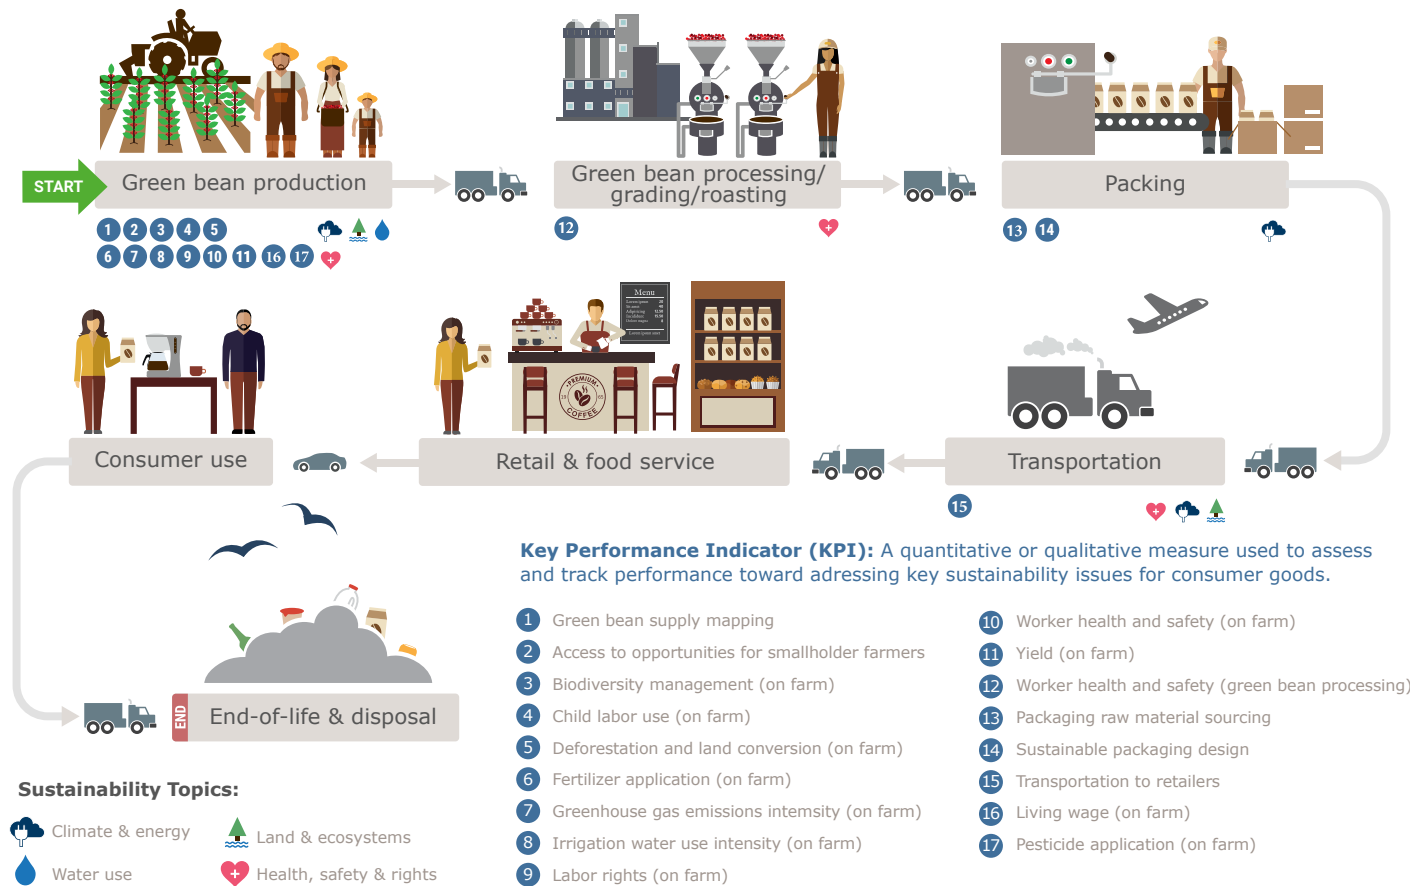 START
Green bean production
1 2 3 4 5
6 7 8 9 10 11 16 17
Green bean processing/
grading/roasting
12
Packing
13 14
Consumer use
Menu
PREMIUM
COFFEE
Retail & food service
Transportation
15
END
End-of-life & disposal
Key Performance Indicator (KPI): A quantitative or qualitative measure used to assess
and track performance toward adressing key sustainability issues for consumer goods.
1 Green bean supply mapping
2 Access to opportunities for smallholder farmers
3 Biodiversity management (on farm)
4 Child labor use (on farm)
5 Deforestation and land conversion (on farm)
6 Fertilizer application (on farm)
7 Greenhouse gas emissions intemsity (on farm)
8 Irrigation water use intensity (on farm)
9 Labor rights (on farm)
10 Worker health and safety (on farm)
11 Yield (on farm)
12 Worker health and safety (green bean processing)
13 Packaging raw material sourcing
14 Sustainable packaging design
15 Transportation to retailers
16 Living wage (on farm)
17 Pesticide application (on farm)
Sustainability Topics:
Climate & energy
Land & ecosystems
Water use
Health, safety & rights